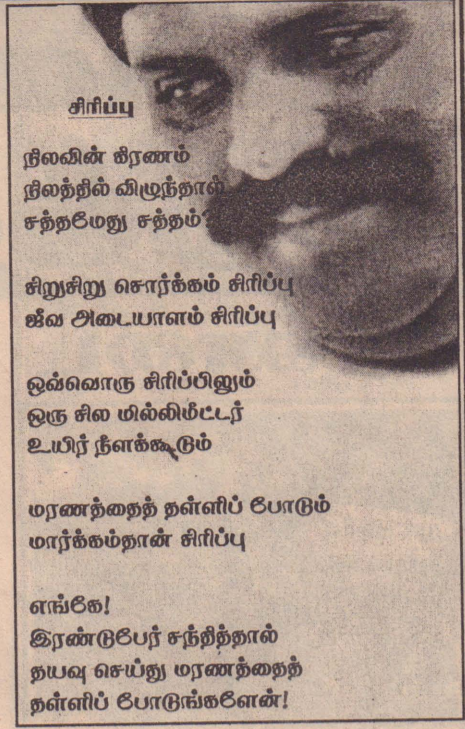 சிரிப்பு
நிலவின் கிரணம்
நிலத்தில் விழுந்தால்
சத்தமேது சத்தம்?
சிறுசிறு சொர்க்கம் சிரிப்பு
ஜீவ அடையாளம் சிரிப்பு
ஒவ்வொரு சிரிப்பிலும்
ஒரு சில மில்லிமீட்டர்
உயிர் நீளக்கூடும்
மரணத்தைத் தள்ளிப் போடும்
மார்க்கம்தான் சிரிப்பு
எங்கே!
இரண்டுபேர் சந்தித்தால்
தயவு செய்து மரணத்தைத்
தள்ளிப் போடுங்களேன்!